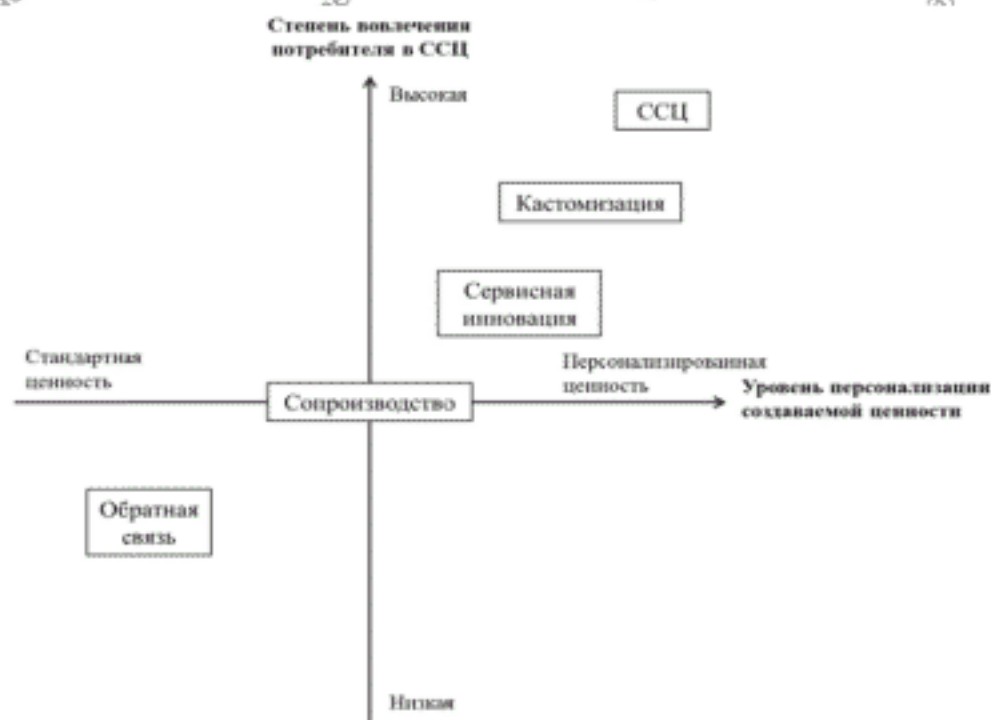 Степень вовлечения
потребителя в ССЦ
Высокая
ССЦ
Кастомизация
Сервисная
инновация
Стандартная
ценность
Персонализированная
ценность
Сопроизводство
Уровень персонализации
создаваемой ценности
Обратная
связь
Низкая